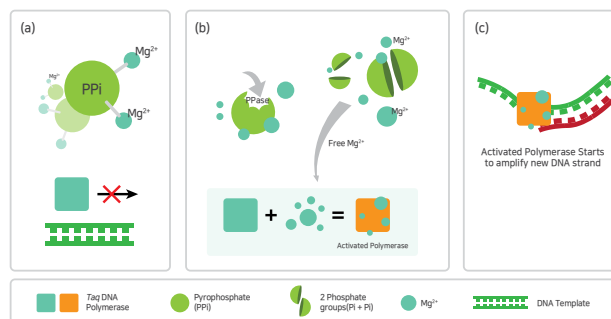 (a)
Mg²⁺
Mg²⁺
PPi
Mg²⁺
(b)
Mg²⁺
PPase
Mg²⁺
Free Mg²⁺
Activated Polymerase
(c)
Activated Polymerase Starts
to amplify new DNA strand
Taq DNA
Polymerase
Pyrophosphate
(PPi)
2 Phosphate
groups(Pi + Pi)
Mg²⁺
DNA Template